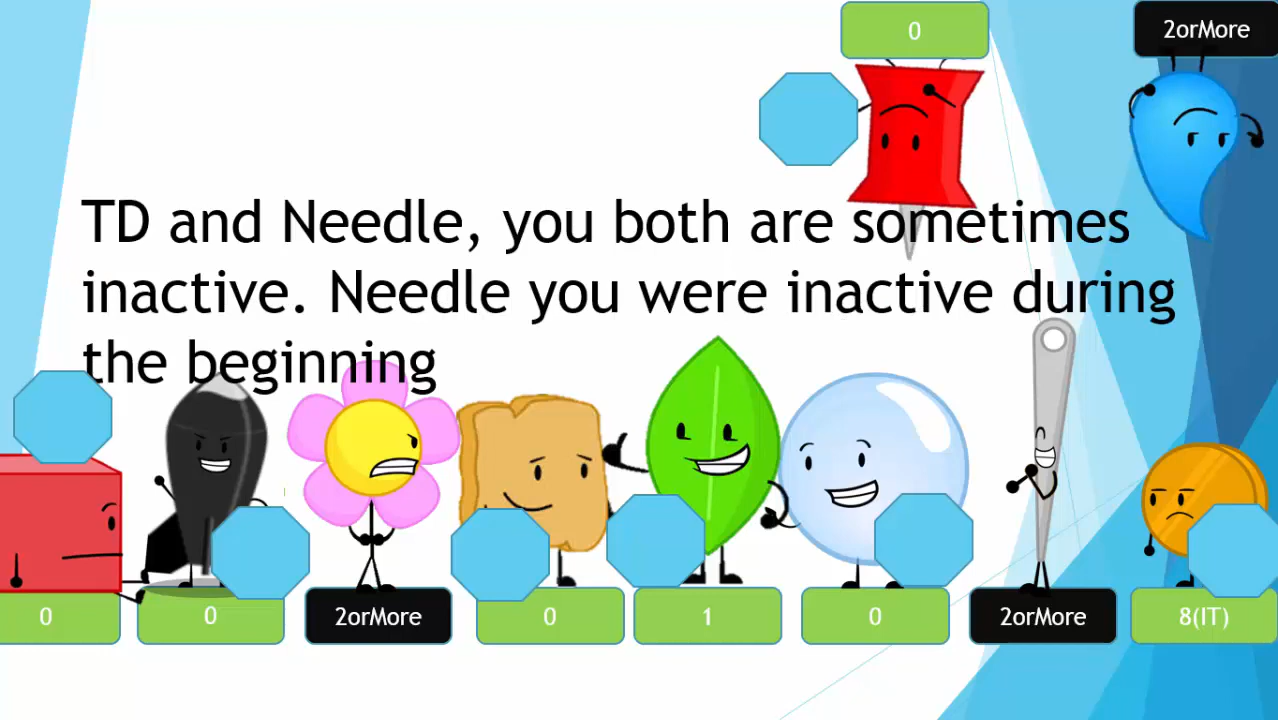 0
2orMore
TD and Needle, you both are sometimes
inactive. Needle you were inactive during
the beginning
0
0
2orMore
0
1
0
2orMore
8(IT)